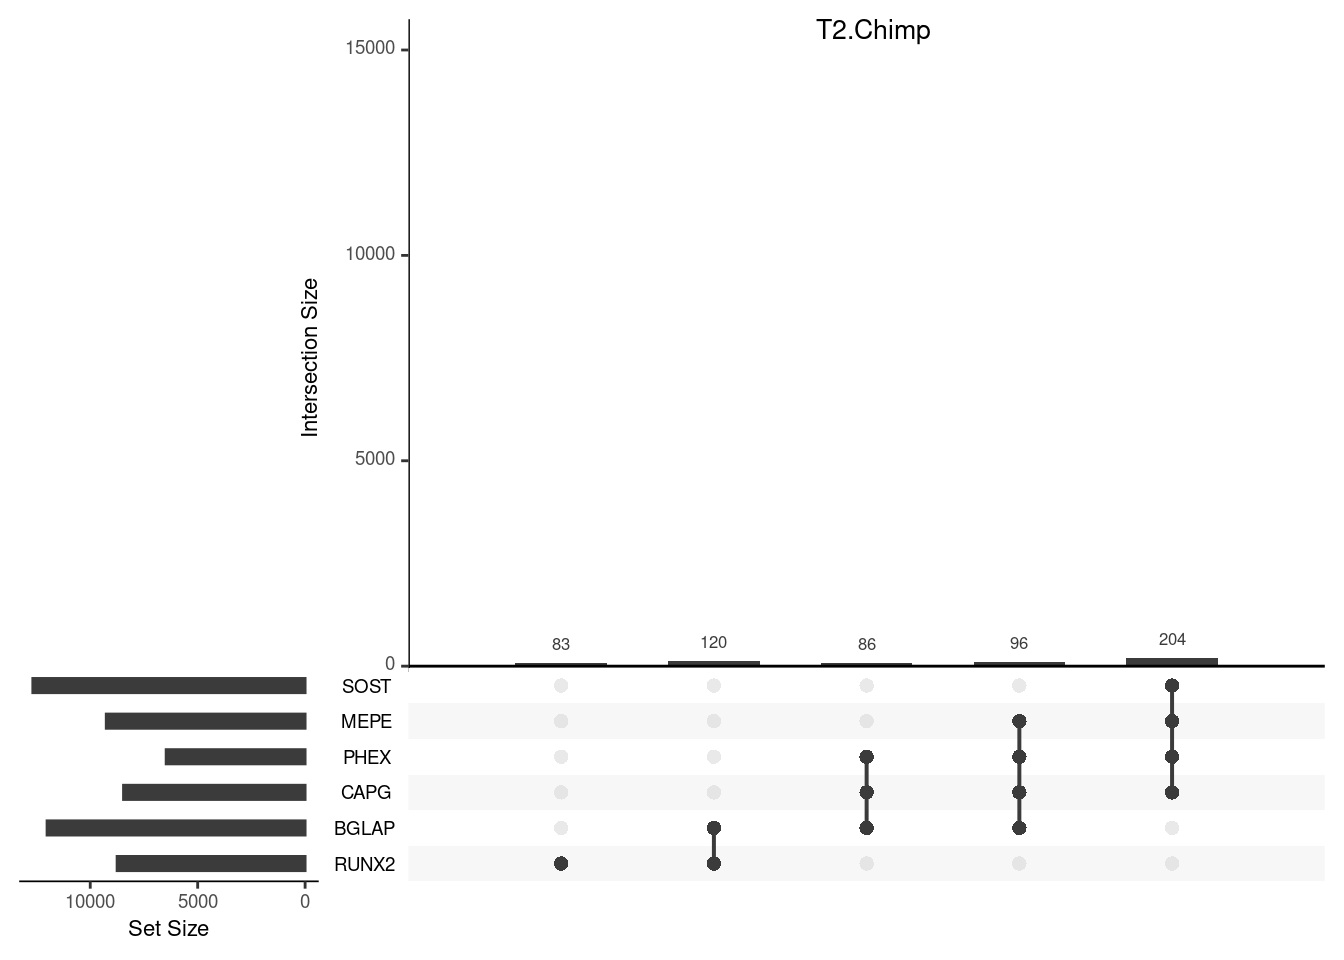 T2.Chimp
15000
10000
5000
0
Intersection Size
83
120
86
96
204
SOST
MEPE
PHEX
CAPG
BGLAP
RUNX2
10000 5000 0
Set Size